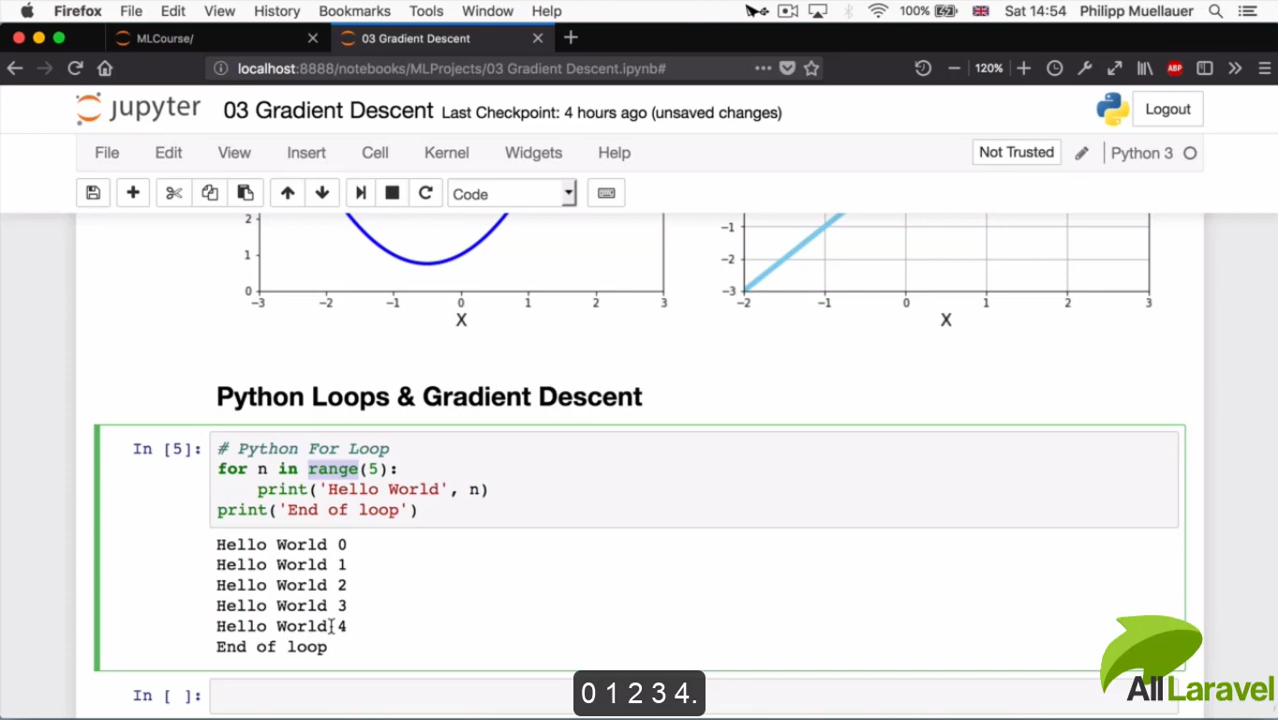 Firefox File Edit View History Bookmarks Tools Window Help 100% Sat 14:54 Philipp Muellauer
MLCourse/ 03 Gradient Descent
localhost:8888/notebooks/MLProjects/03 Gradient Descent.ipynb# 120% ABP
jupyter 03 Gradient Descent Last Checkpoint: 4 hours ago (unsaved changes) Logout
File Edit View Insert Cell Kernel Widgets Help Not Trusted Python 3
Code
2
1
0
−3 −2 −1 0 1 2 3
X
−1
−2
−3
−2 −1 0 1 2 3
X
Python Loops & Gradient Descent
In [5]: # Python For Loop
for n in range(5):
print('Hello World', n)
print('End of loop')
Hello World 0
Hello World 1
Hello World 2
Hello World 3
Hello World 4
End of loop
In [ ]:
0 1 2 3 4.
All Laravel